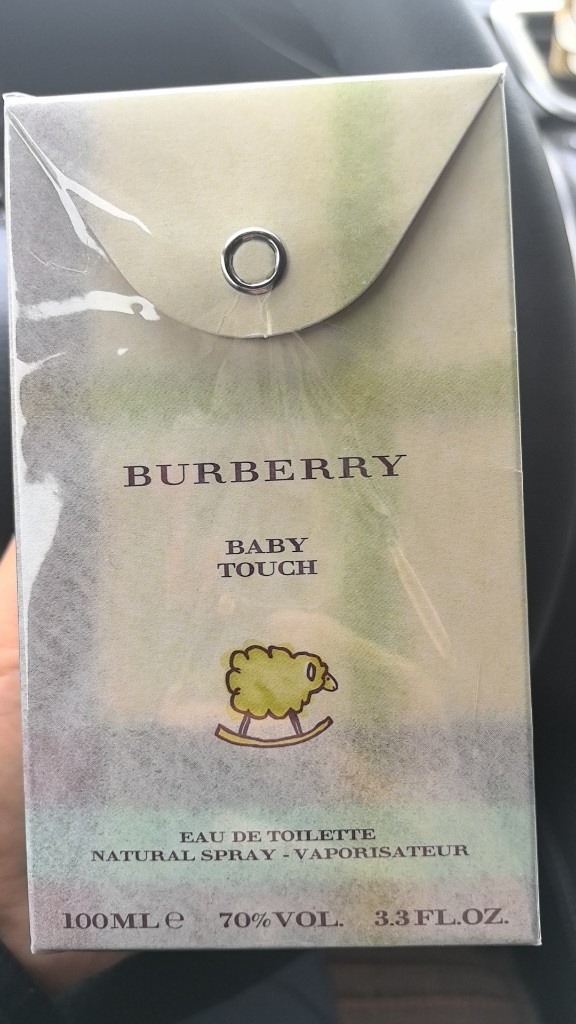 BURBERRY
BABY
TOUCH
EAU DE TOILETTE
NATURAL SPRAY - VAPORISATEUR
100ML ℮ 70% VOL. 3.3 FL.OZ.